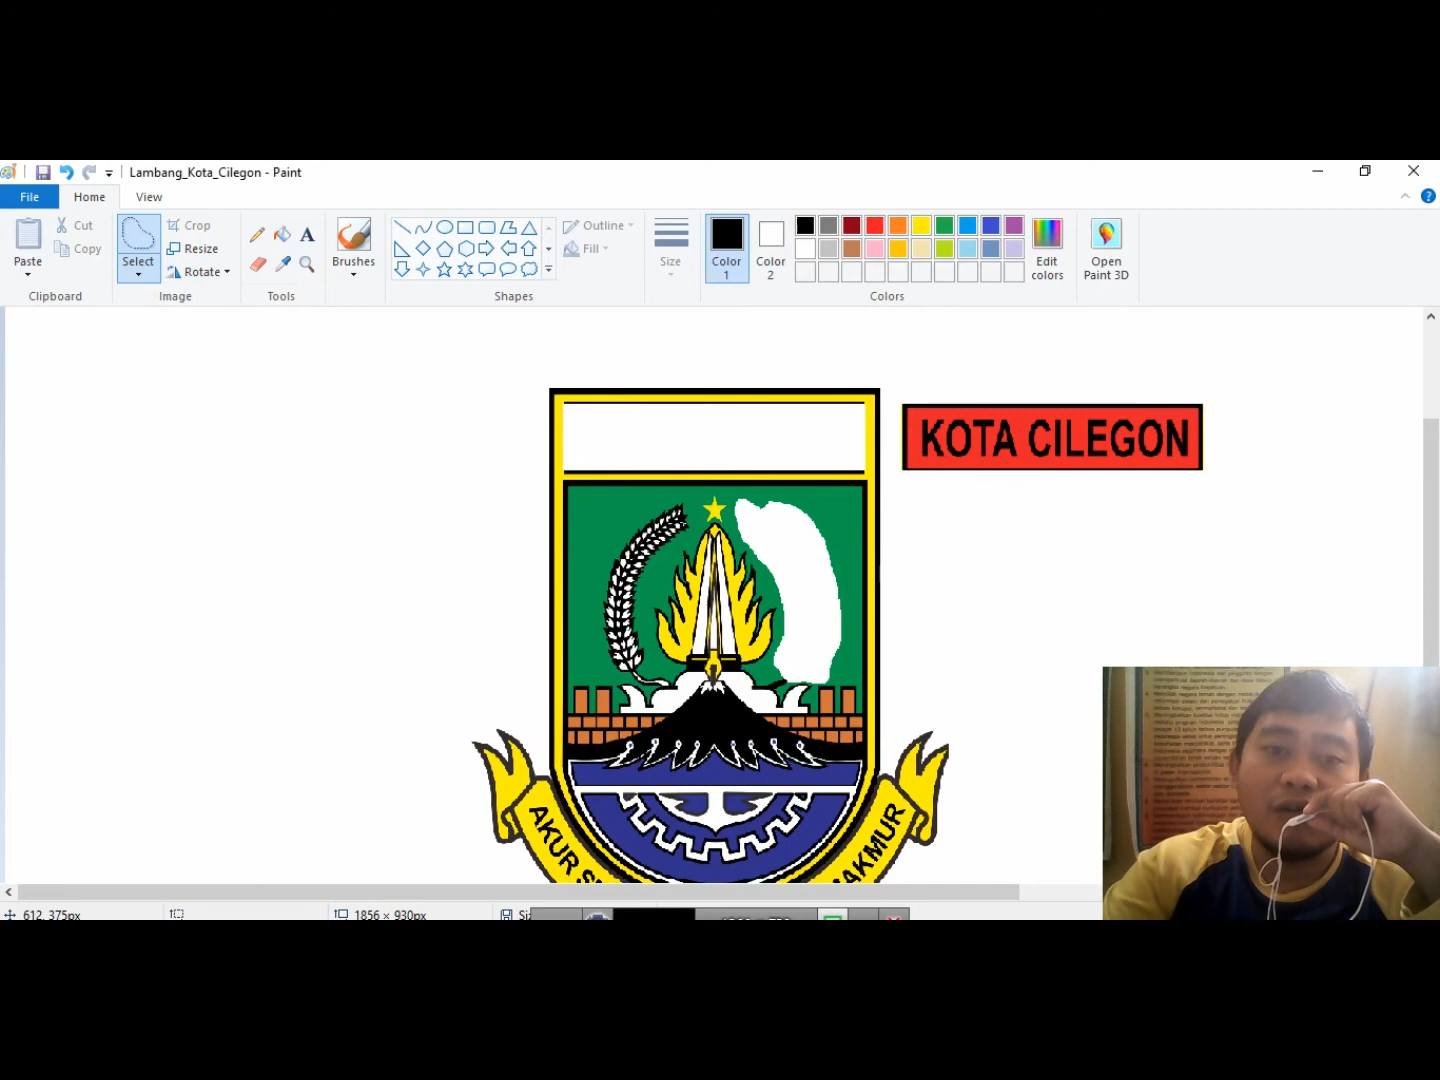 Lambang_Kota_Cilegon - Paint
File Home View
Paste
Cut
Copy
Clipboard
Select
Crop
Resize
Rotate
Image
A
Tools
Brushes
Outline
Fill
Shapes
Size
Color 1
Color 2
Edit colors
Colors
Open Paint 3D
KOTA CILEGON
AKUR
MAKMUR
612, 375px
1856 × 930px